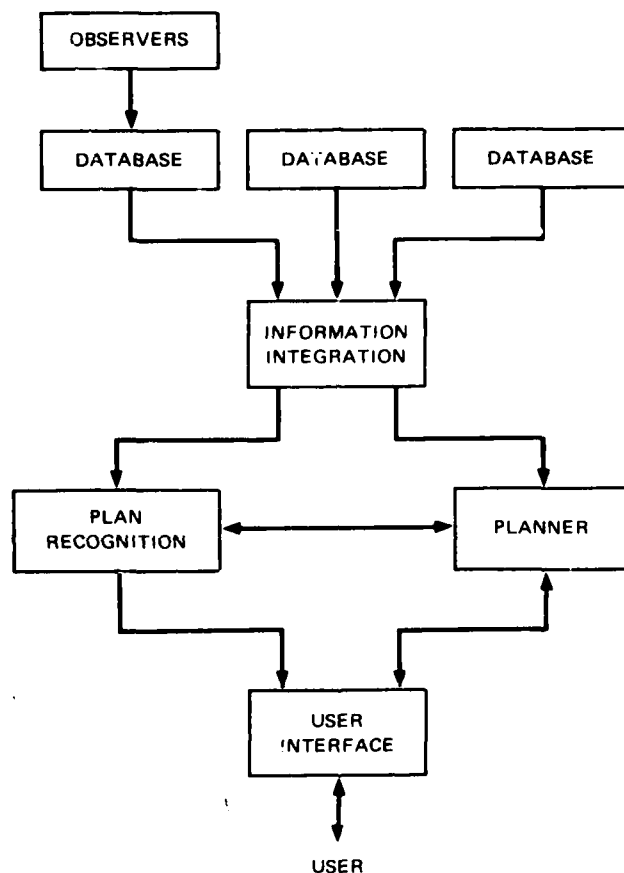 OBSERVERS
DATABASE
DATABASE
DATABASE
INFORMATION
INTEGRATION
PLAN
RECOGNITION
PLANNER
USER
INTERFACE
USER